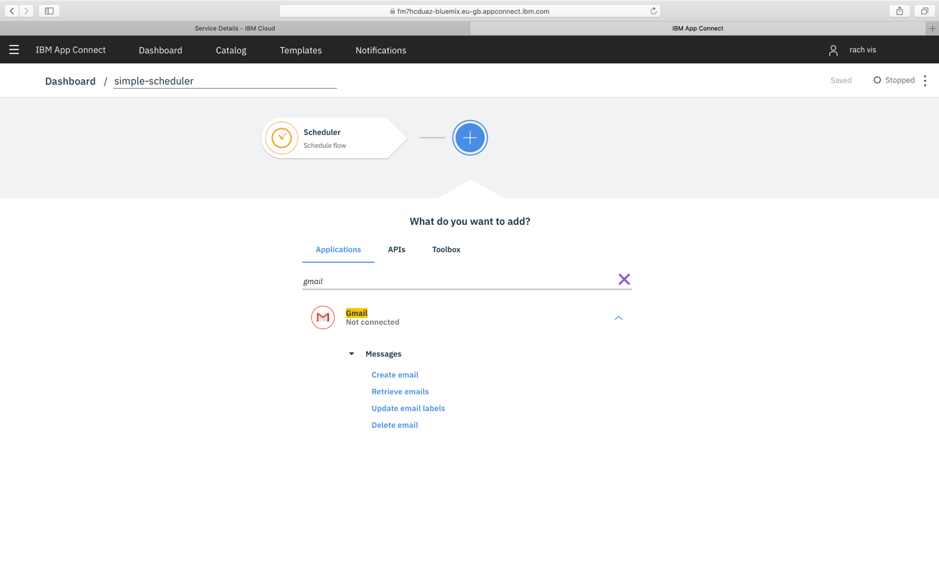 fm7hcduaz-bluemix.eu-gb.appconnect.ibm.com
Service Details - IBM Cloud
IBM App Connect
IBM App Connect
Dashboard
Catalog
Templates
Notifications
rach vis
Dashboard / simple-scheduler
Saved
Stopped
Scheduler
Schedule flow
What do you want to add?
Applications
APIs
Toolbox
gmail
Gmail
Not connected
Messages
Create email
Retrieve emails
Update email labels
Delete email